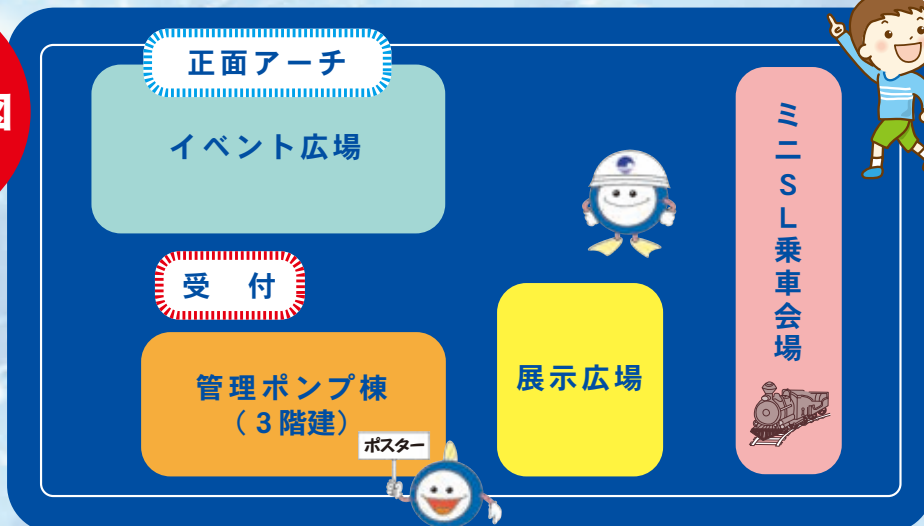 図
正面アーチ
イベント広場
受 付
管理ポンプ棟
（3階建）
ポスター
展示広場
ミニSL乗車会場